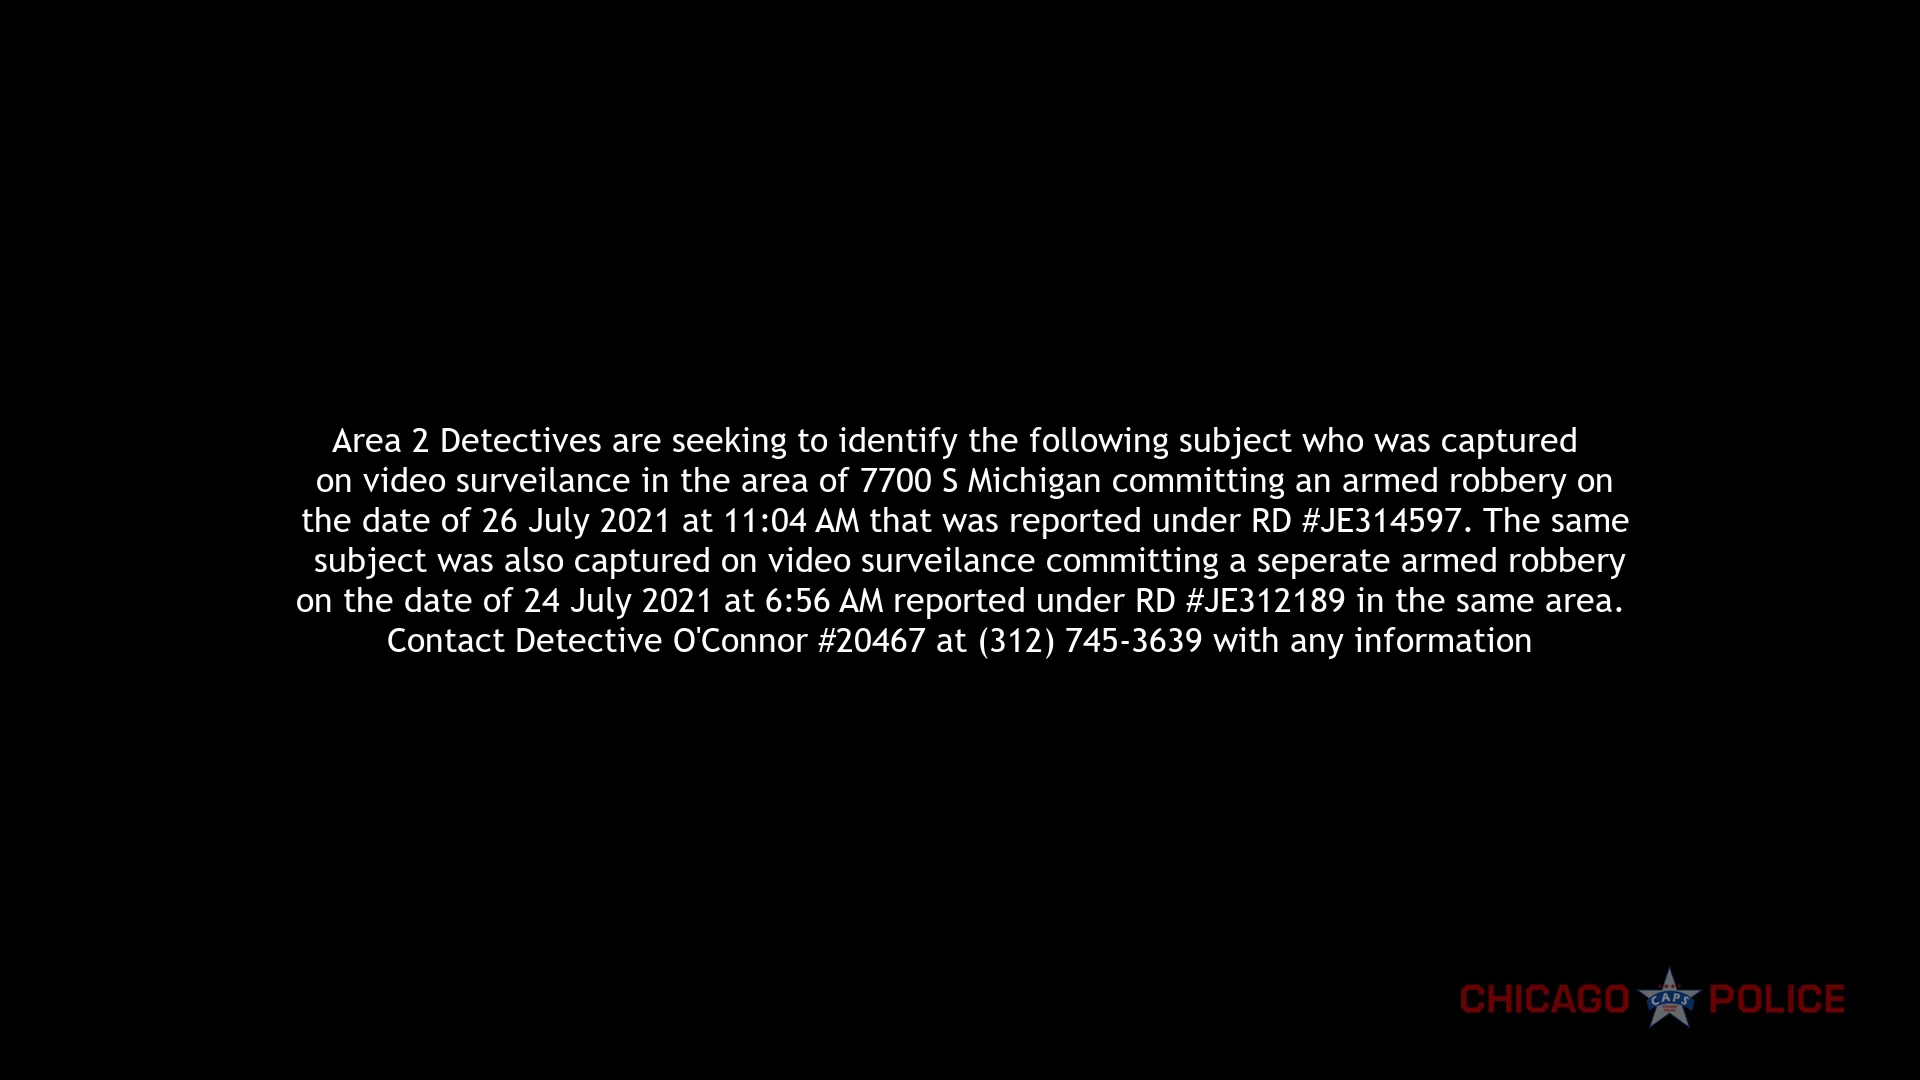 Area 2 Detectives are seeking to identify the following subject who was captured
on video surveilance in the area of 7700 S Michigan committing an armed robbery on
the date of 26 July 2021 at 11:04 AM that was reported under RD #JE314597. The same
subject was also captured on video surveilance committing a seperate armed robbery
on the date of 24 July 2021 at 6:56 AM reported under RD #JE312189 in the same area.
Contact Detective O'Connor #20467 at (312) 745-3639 with any information
CHICAGO CAPS POLICE